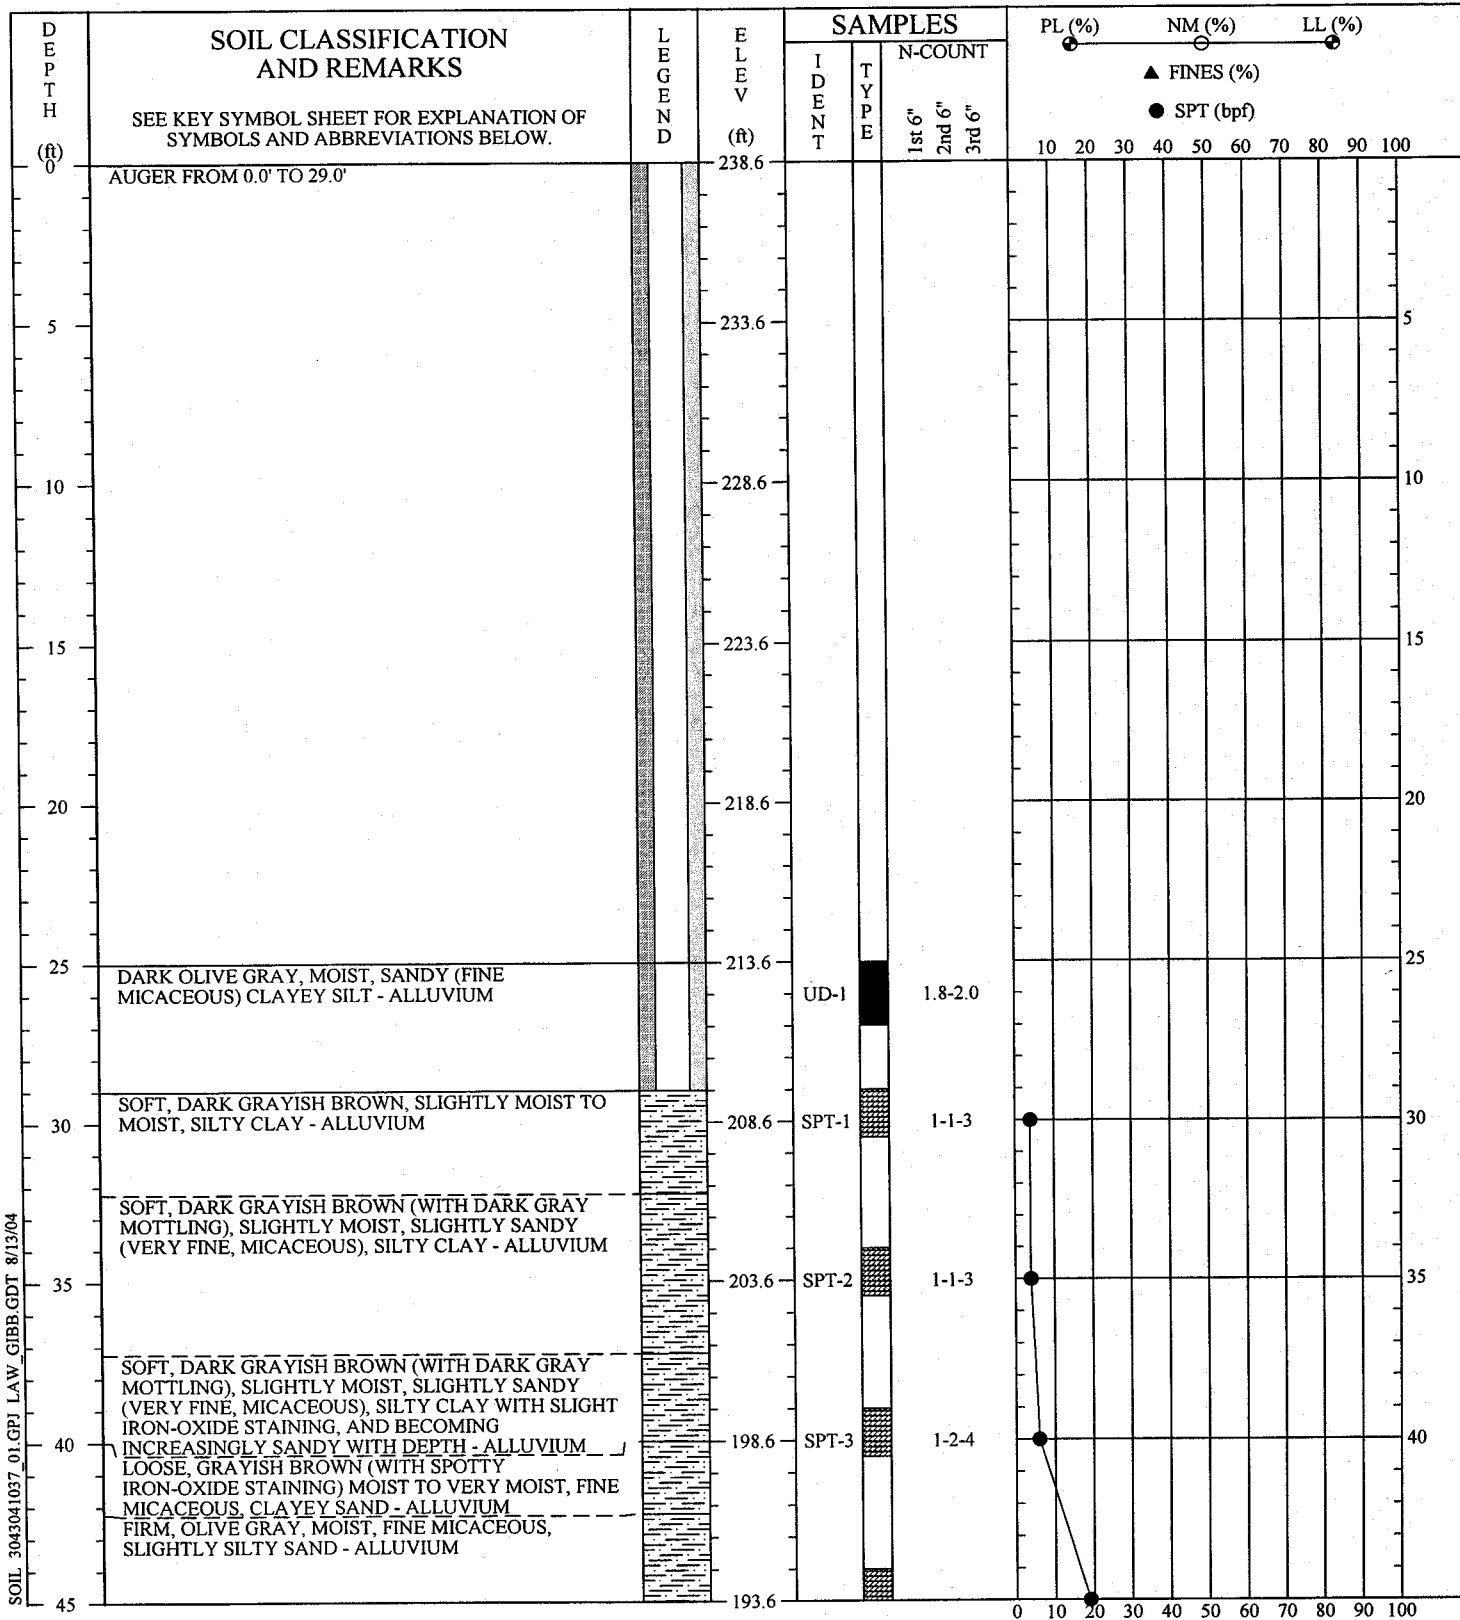 DEPTH (ft)
SOIL CLASSIFICATION
AND REMARKS
SEE KEY SYMBOL SHEET FOR EXPLANATION OF
SYMBOLS AND ABBREVIATIONS BELOW.
LEGEND
ELEV (ft)
SAMPLES
IDENT
TYPE
N-COUNT
1st 6"
2nd 6"
3rd 6"
PL (%) NM (%) LL (%)
▲ FINES (%)
● SPT (bpf)
10 20 30 40 50 60 70 80 90 100
0
AUGER FROM 0.0' TO 29.0'
238.6
5 233.6 5
10 228.6 10
15 223.6 15
20 218.6 20
25 213.6 25
DARK OLIVE GRAY, MOIST, SANDY (FINE
MICACEOUS) CLAYEY SILT - ALLUVIUM
UD-1 1.8-2.0
SOFT, DARK GRAYISH BROWN, SLIGHTLY MOIST TO
MOIST, SILTY CLAY - ALLUVIUM
30 208.6 SPT-1 1-1-3 30
SOFT, DARK GRAYISH BROWN (WITH DARK GRAY
MOTTLING), SLIGHTLY MOIST, SLIGHTLY SANDY
(VERY FINE, MICACEOUS), SILTY CLAY - ALLUVIUM
35 203.6 SPT-2 1-1-3 35
SOFT, DARK GRAYISH BROWN (WITH DARK GRAY
MOTTLING), SLIGHTLY MOIST, SLIGHTLY SANDY
(VERY FINE, MICACEOUS), SILTY CLAY WITH SLIGHT
IRON-OXIDE STAINING, AND BECOMING
INCREASINGLY SANDY WITH DEPTH - ALLUVIUM
40 198.6 SPT-3 1-2-4 40
LOOSE, GRAYISH BROWN (WITH SPOTTY
IRON-OXIDE STAINING) MOIST TO VERY MOIST, FINE
MICACEOUS, CLAYEY SAND - ALLUVIUM
FIRM, OLIVE GRAY, MOIST, FINE MICACEOUS,
SLIGHTLY SILTY SAND - ALLUVIUM
45 193.6
0 10 20 30 40 50 60 70 80 90 100
SOIL 3043041037_01.GPJ LAW_GIBB.GDT 8/13/04